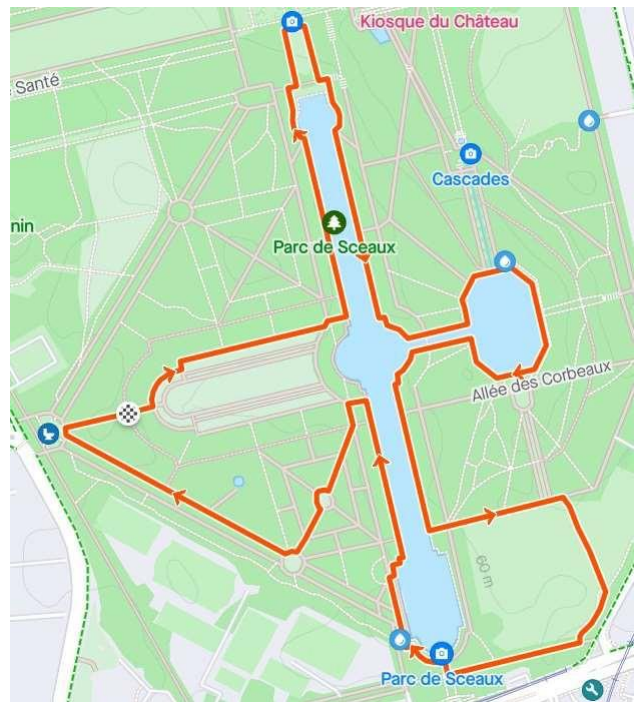 Kiosque du Château
Santé
Cascades
nin
Parc de Sceaux
Allée des Corbeaux
60 m
Parc de Sceaux